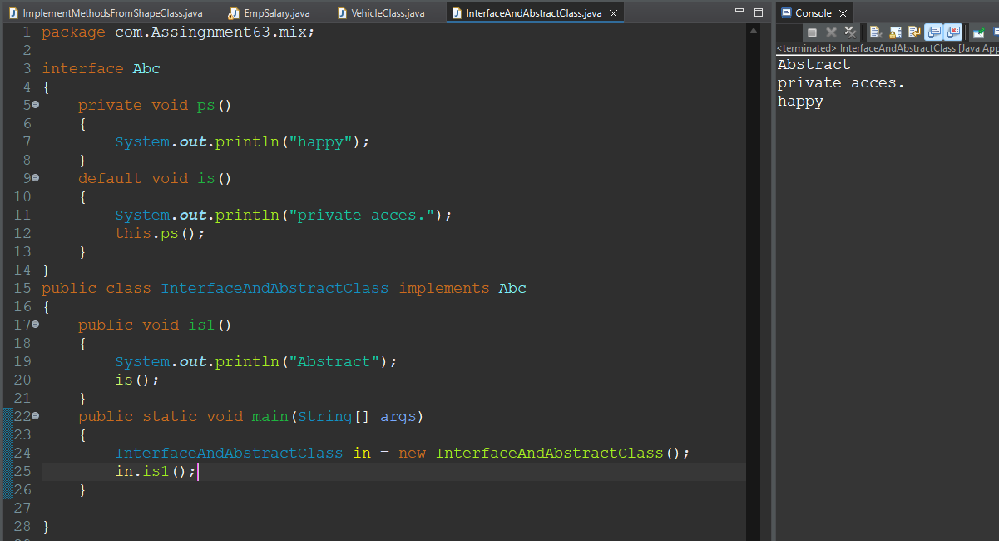 ImplementMethodsFromShapeClass.java EmpSalary.java VehicleClass.java InterfaceAndAbstractClass.java
1 package com.Assingnment63.mix;
2
3 interface Abc
4 {
5     private void ps()
6     {
7         System.out.println("happy");
8     }
9     default void is()
10     {
11         System.out.println("private acces.");
12         this.ps();
13     }
14 }
15 public class InterfaceAndAbstractClass implements Abc
16 {
17     public void is1()
18     {
19         System.out.println("Abstract");
20         is();
21     }
22     public static void main(String[] args)
23     {
24         InterfaceAndAbstractClass in = new InterfaceAndAbstractClass();
25         in.is1();
26     }
27
28 }
Console
<terminated> InterfaceAndAbstractClass [Java App
Abstract
private acces.
happy